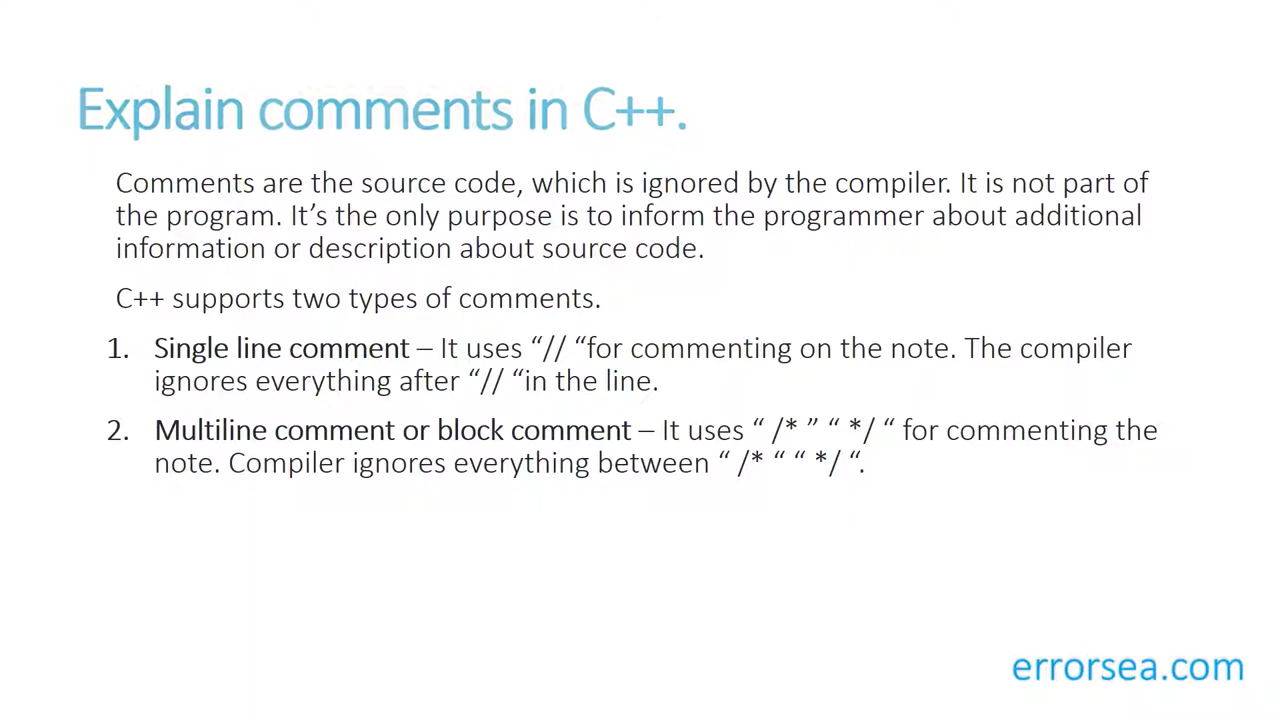 Explain comments in C++.
Comments are the source code, which is ignored by the compiler. It is not part of
the program. It’s the only purpose is to inform the programmer about additional
information or description about source code.
C++ supports two types of comments.
1. Single line comment – It uses “// “for commenting on the note. The compiler
ignores everything after “// “in the line.
2. Multiline comment or block comment – It uses “ /* ” “ */ “ for commenting the
note. Compiler ignores everything between “ /* “ “ */ “.
errorsea.com